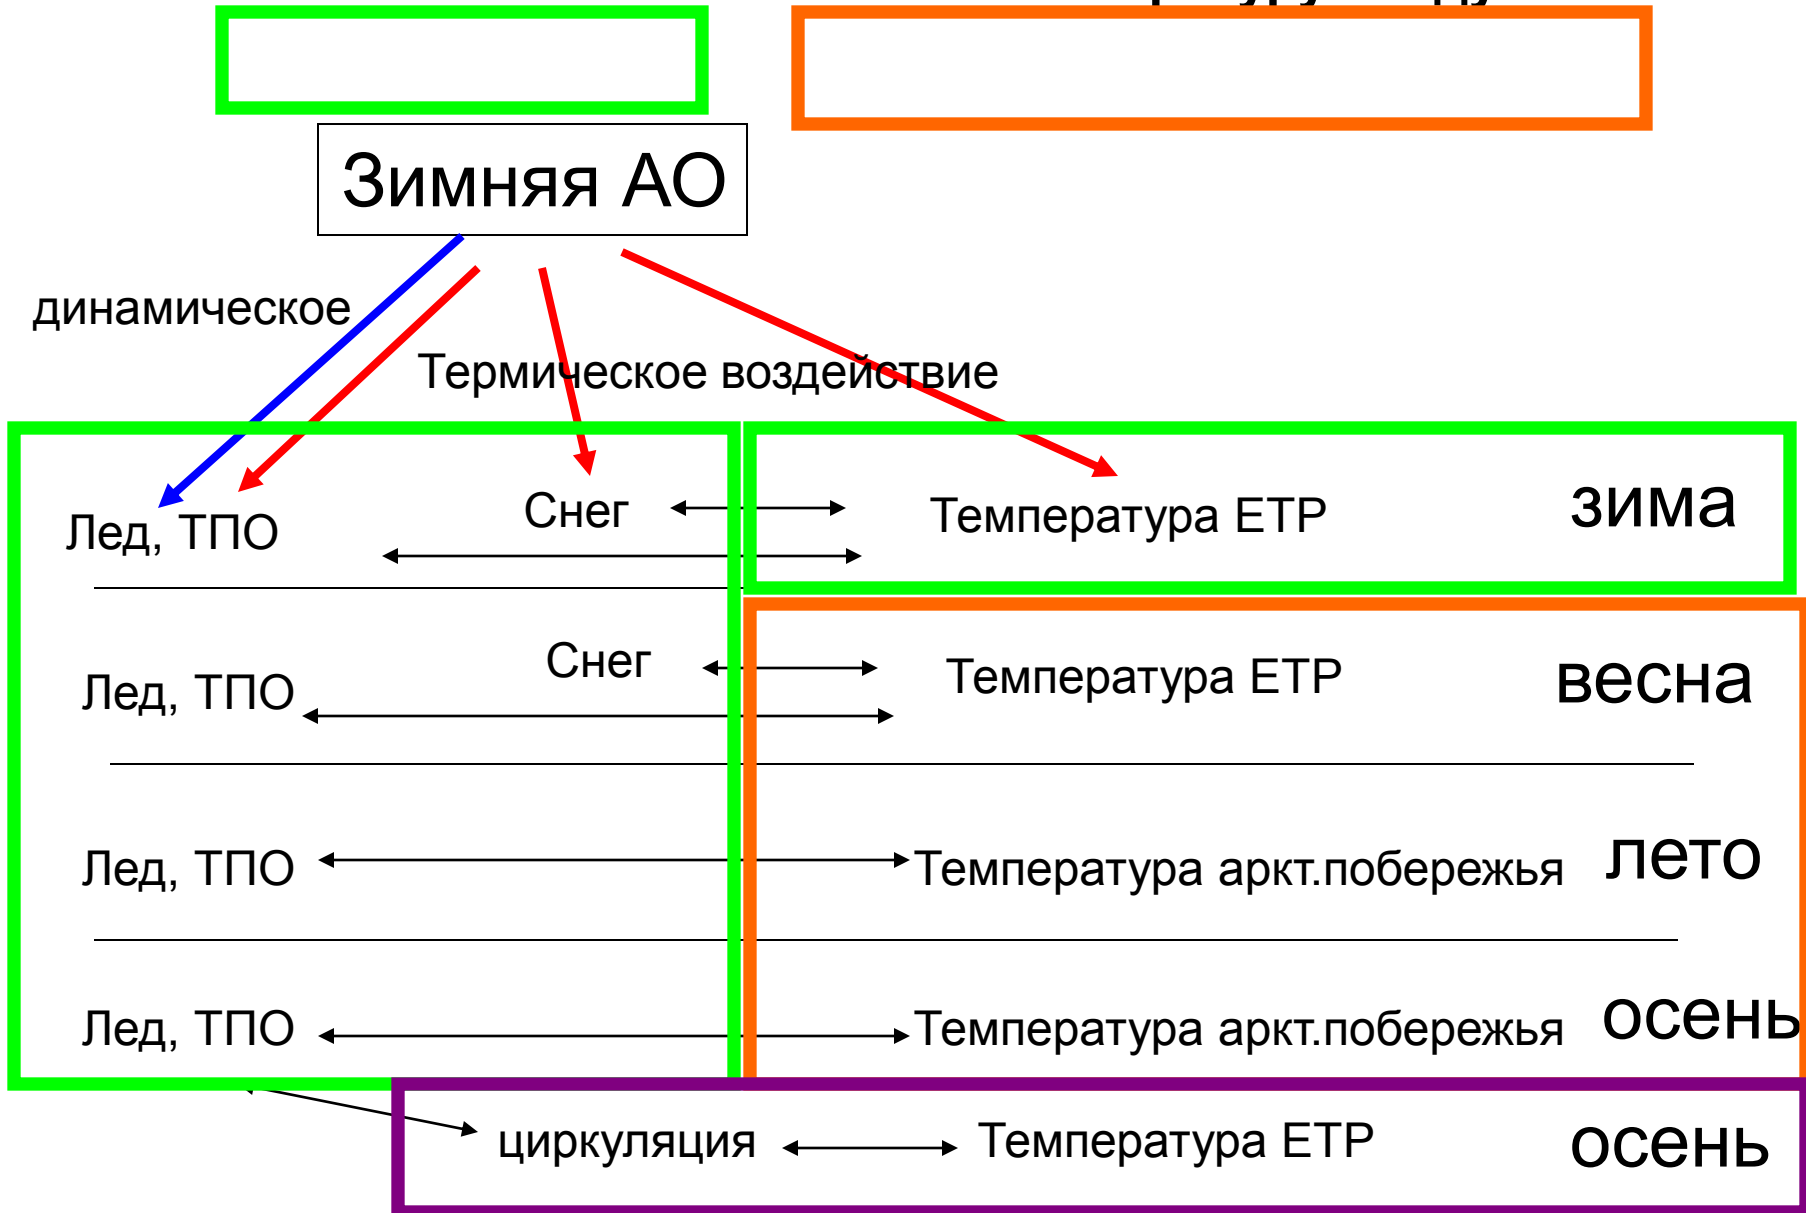 Зимняя АО
динамическое
Термическое воздействие
Лед, ТПО
Снег
Температура ЕТР
зима
Лед, ТПО
Снег
Температура ЕТР
весна
Лед, ТПО
Температура аркт.побережья
лето
Лед, ТПО
Температура аркт.побережья
осень
циркуляция
Температура ЕТР
осень